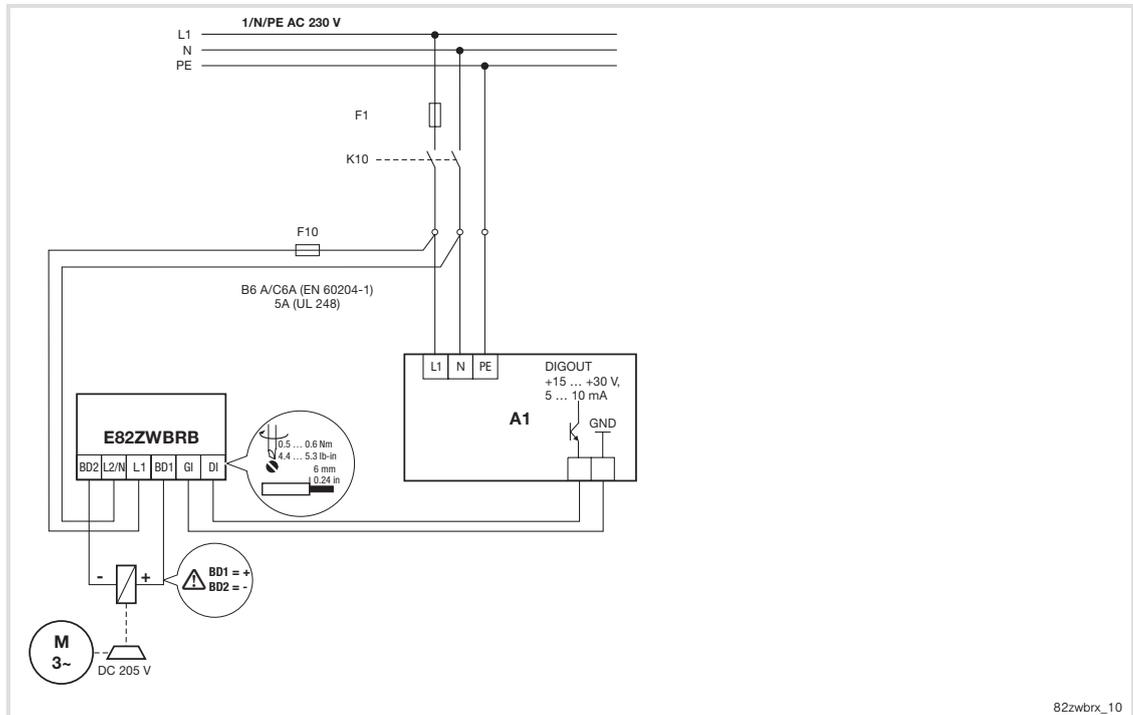 1/N/PE AC 230 V
L1
N
PE
F1
K10
F10
B6 A/C6A (EN 60204-1)
5A (UL 248)
L1 N PE
DIGOUT
+15 … +30 V,
5 … 10 mA
A1
GND
E82ZWBRB
BD2 L2/N L1 BD1 GI DI
0.5 … 0.6 Nm
4.4 … 5.3 lb-in
6 mm
0.24 in
- +
BD1 = +
BD2 = -
M
3~
DC 205 V
82zwbrx_10